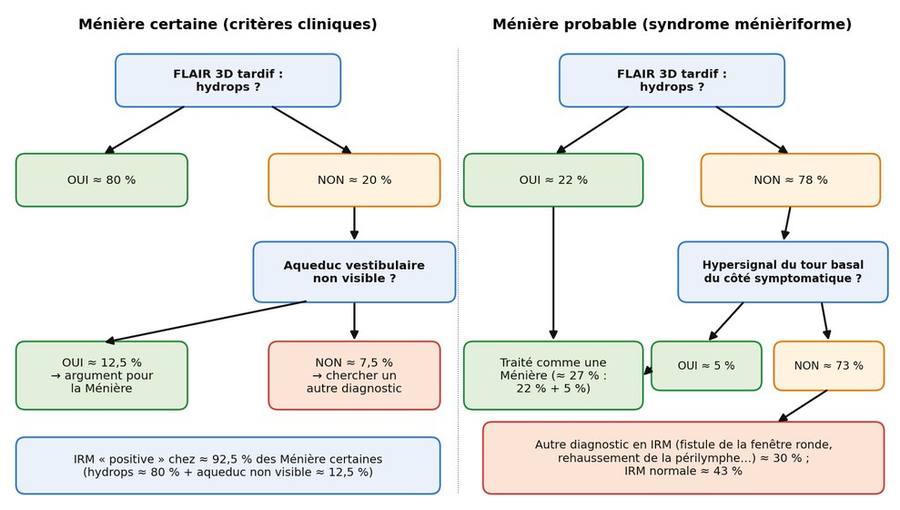 Ménière certaine (critères cliniques)
FLAIR 3D tardif :
hydrops ?
OUI ≈ 80 %
NON ≈ 20 %
Aqueduc vestibulaire
non visible ?
OUI ≈ 12,5 %
→ argument pour
la Ménière
NON ≈ 7,5 %
→ chercher un
autre diagnostic
IRM « positive » chez ≈ 92,5 % des Ménière certaines
(hydrops ≈ 80 % + aqueduc non visible ≈ 12,5 %)
Ménière probable (syndrome ménièriforme)
FLAIR 3D tardif :
hydrops ?
OUI ≈ 22 %
NON ≈ 78 %
Hypersignal du tour basal
du côté symptomatique ?
Traité comme une
Ménière (≈ 27 % :
22 % + 5 %)
OUI ≈ 5 %
NON ≈ 73 %
Autre diagnostic en IRM (fistule de la fenêtre ronde,
rehaussement de la périlymphe…) ≈ 30 % ;
IRM normale ≈ 43 %